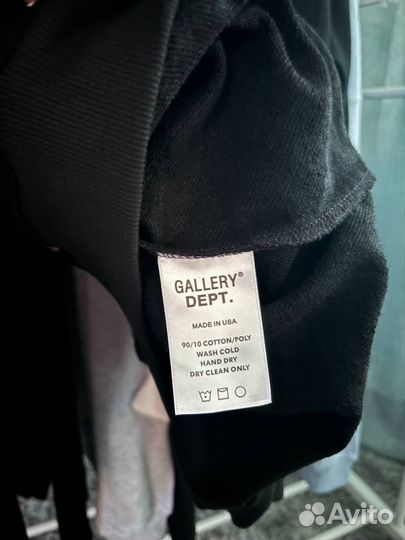 GALLERY®
DEPT.
MADE IN USA
90/10 COTTON/POLY
WASH COLD
HAND DRY
DRY CLEAN ONLY
Avito